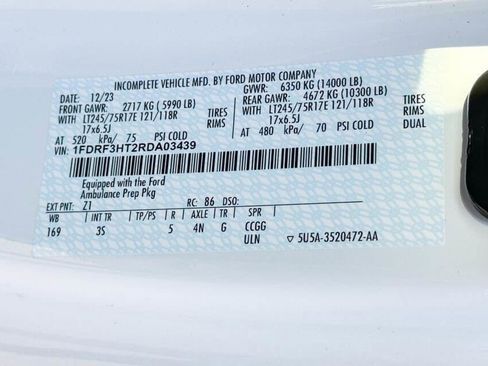 INCOMPLETE VEHICLE MFD. BY FORD MOTOR COMPANY
DATE: 12/23 GVWR: 6350 KG (14000 LB)
FRONT GAWR: 2717 KG ( 5990 LB) REAR GAWR: 4672 KG (10300 LB)
WITH LT245/75R17E 121/118R WITH LT245/75R17E 121/118R
17x6.5J 17x6.5J Dual
AT 520 kPa/ 75 PSI COLD AT 480 kPa/ 70 PSI COLD
VIN: 1FDRF3HT2RDA03439
Equipped with the Ford
Ambulance Prep Pkg
EXT PNT: Z1 RC: 86 DSO:
WB INT TR TP/PS R AXLE TR SPR
169 3S 5 4N G CCGG
ULN ▽ 5U5A-3520472-AA